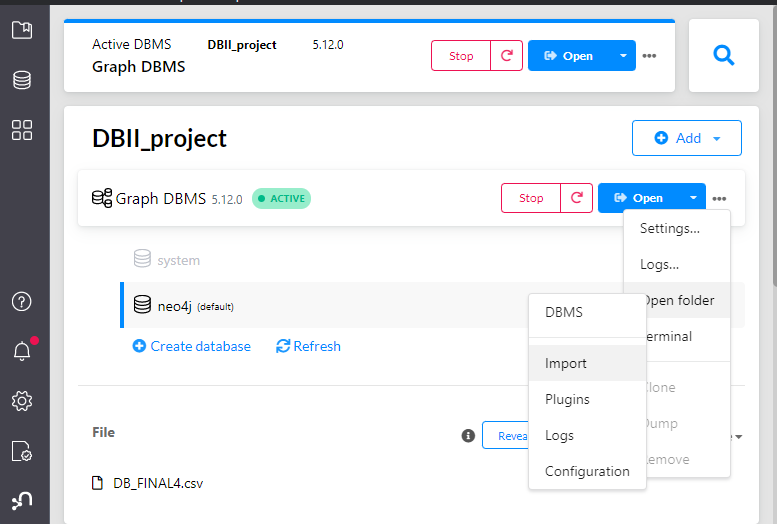 Active DBMS DBII_project 5.12.0
Graph DBMS
Stop Open
DBII_project
Add
Graph DBMS 5.12.0 ACTIVE
Stop Open
Settings...
Logs...
Open folder
Terminal
Clone
Dump
Remove
system
neo4j (default)
Create database Refresh
DBMS
Import
Plugins
Logs
Configuration
File
DB_FINAL4.csv